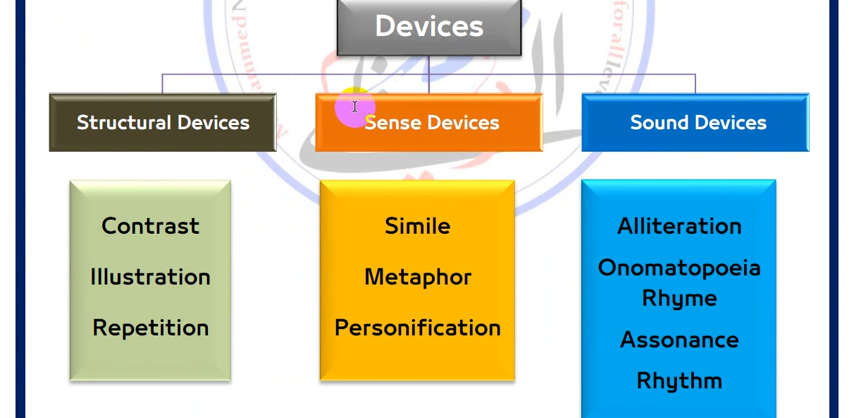 Devices
Structural Devices
Sense Devices
Sound Devices
Contrast
Illustration
Repetition
Simile
Metaphor
Personification
Alliteration
Onomatopoeia
Rhyme
Assonance
Rhythm